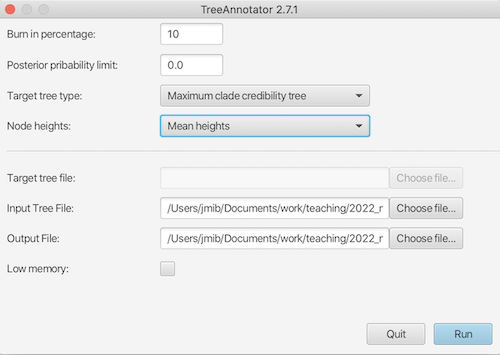 TreeAnnotator 2.7.1
Burn in percentage: 10
Posterior pribability limit: 0.0
Target tree type: Maximum clade credibility tree
Node heights: Mean heights
Target tree file: Choose file...
Input Tree File: /Users/jmib/Documents/work/teaching/2022_r Choose file...
Output File: /Users/jmib/Documents/work/teaching/2022_r Choose file...
Low memory:
Quit Run